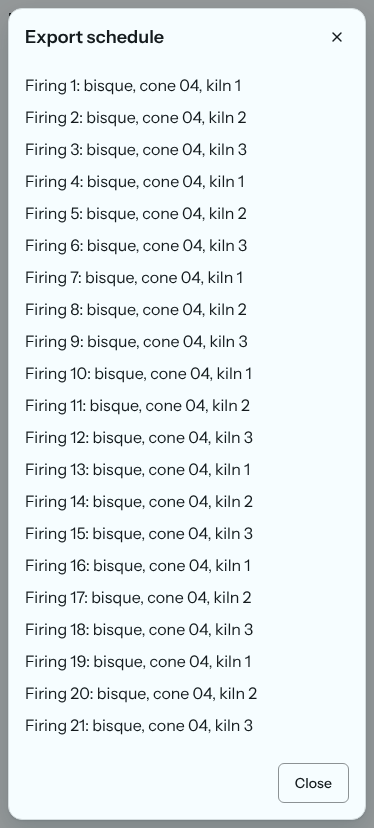 Export schedule
Firing 1: bisque, cone 04, kiln 1
Firing 2: bisque, cone 04, kiln 2
Firing 3: bisque, cone 04, kiln 3
Firing 4: bisque, cone 04, kiln 1
Firing 5: bisque, cone 04, kiln 2
Firing 6: bisque, cone 04, kiln 3
Firing 7: bisque, cone 04, kiln 1
Firing 8: bisque, cone 04, kiln 2
Firing 9: bisque, cone 04, kiln 3
Firing 10: bisque, cone 04, kiln 1
Firing 11: bisque, cone 04, kiln 2
Firing 12: bisque, cone 04, kiln 3
Firing 13: bisque, cone 04, kiln 1
Firing 14: bisque, cone 04, kiln 2
Firing 15: bisque, cone 04, kiln 3
Firing 16: bisque, cone 04, kiln 1
Firing 17: bisque, cone 04, kiln 2
Firing 18: bisque, cone 04, kiln 3
Firing 19: bisque, cone 04, kiln 1
Firing 20: bisque, cone 04, kiln 2
Firing 21: bisque, cone 04, kiln 3
Close